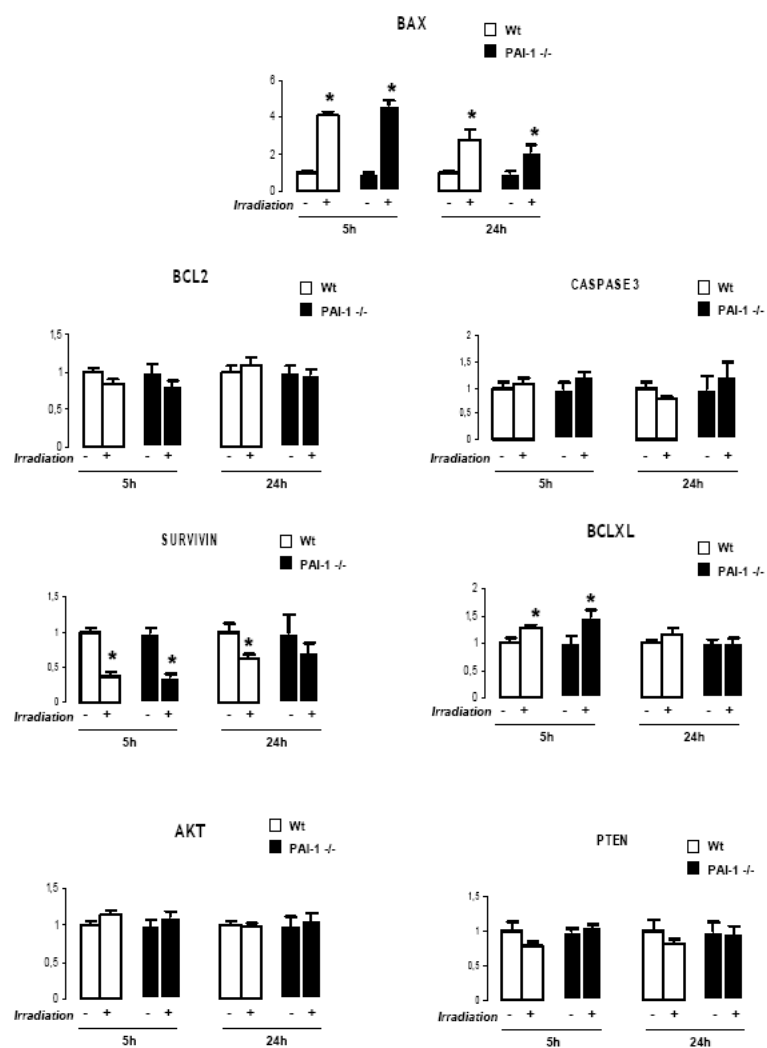 BAX
Wt
PAI-1 -/-
6
4
2
0
* * * *
- + - + - + - +
Irradiation
5h 24h
BCL2
Wt
PAI-1 -/-
1,5
1
0,5
0
- + - + - + - +
Irradiation
5h 24h
CASPASE3
Wt
PAI-1 -/-
2
1,5
1
0,5
0
- + - + - + - +
Irradiation
5h 24h
SURVIVIN
Wt
PAI-1 -/-
1,5
1
0,5
0
* * *
- + - + - + - +
Irradiation
5h 24h
BCLXL
Wt
PAI-1 -/-
2
1,5
1
0,5
0
* *
- + - + - + - +
Irradiation
5h 24h
AKT
Wt
PAI-1 -/-
1,5
1
0,5
0
- + - + - + - +
Irradiation
5h 24h
PTEN
Wt
PAI-1 -/-
1,5
1
0,5
0
- + - + - + - +
Irradiation
5h 24h